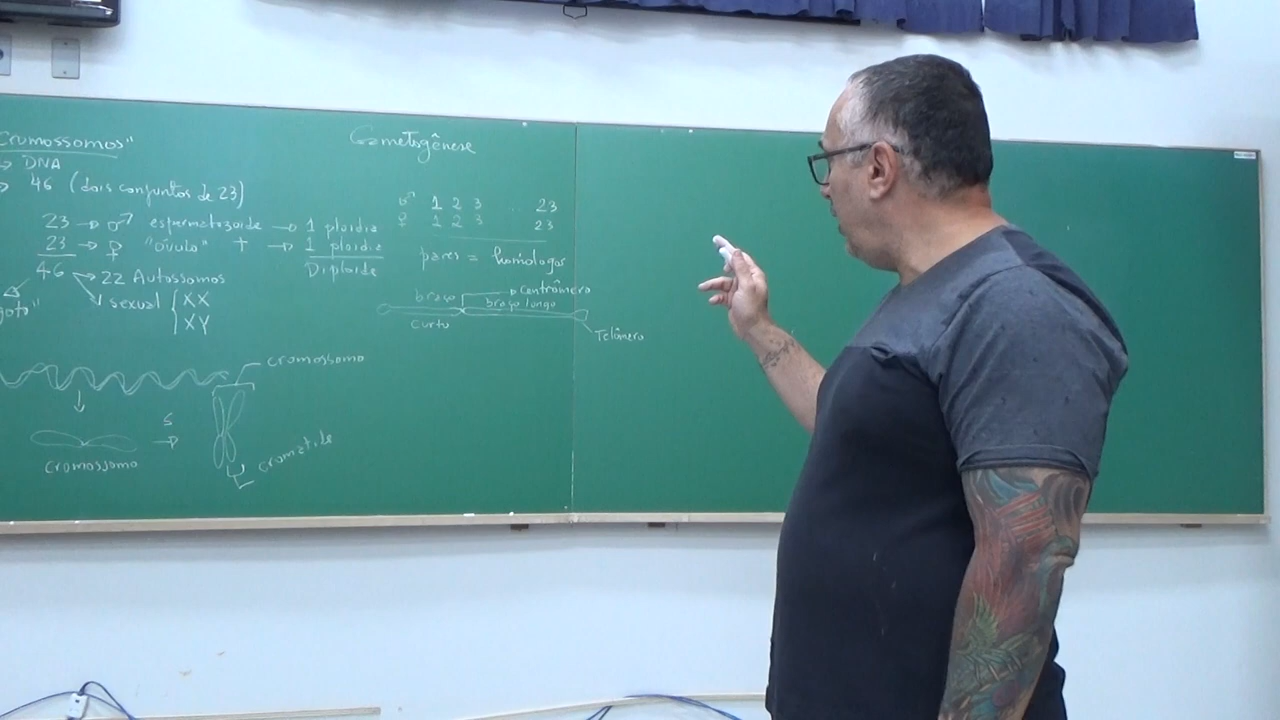 Cromossomos"
→ DNA
→ 46 (dois conjuntos de 23)
23 → ♂ espermatozoide → 1 ploidia
23 → ♀ "óvulo" + → 1 ploidia
46 Diploide
→ 22 Autossomos
→ sexual { XX
XY
cromossomo
S
cromossomo
cromátide
Gametogênese
♂ 1 2 3 ... 23
♀ 1 2 3 23
pares = homólogos
braço → Centrômero
braço longo
curto
Telômero